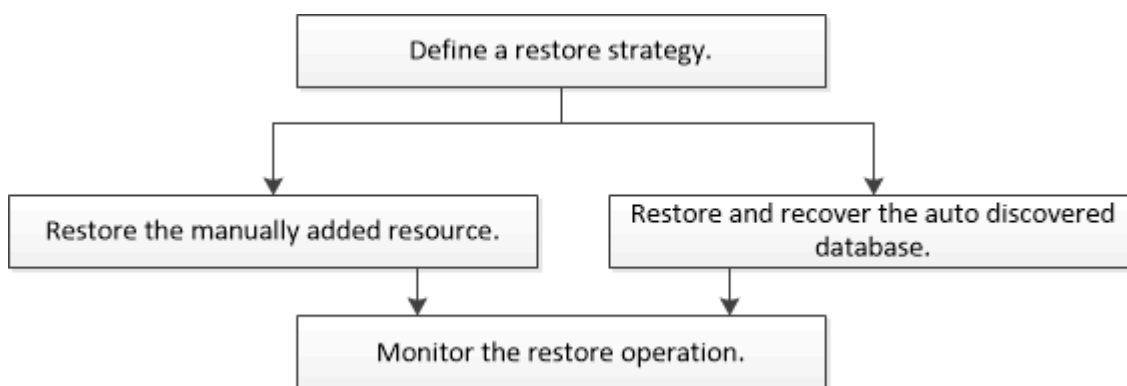 Define a restore strategy.
Restore the manually added resource.
Restore and recover the auto discovered
database.
Monitor the restore operation.